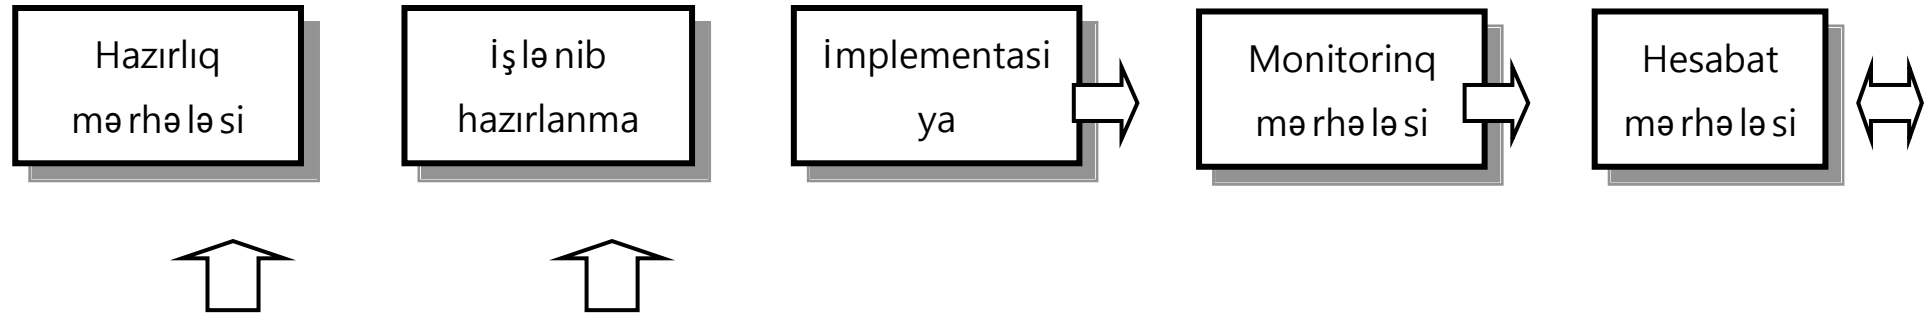 Hazırlıq
mərhələsi
İşlənib
hazırlanma
İmplementasi
ya
Monitorinq
mərhələsi
Hesabat
mərhələsi